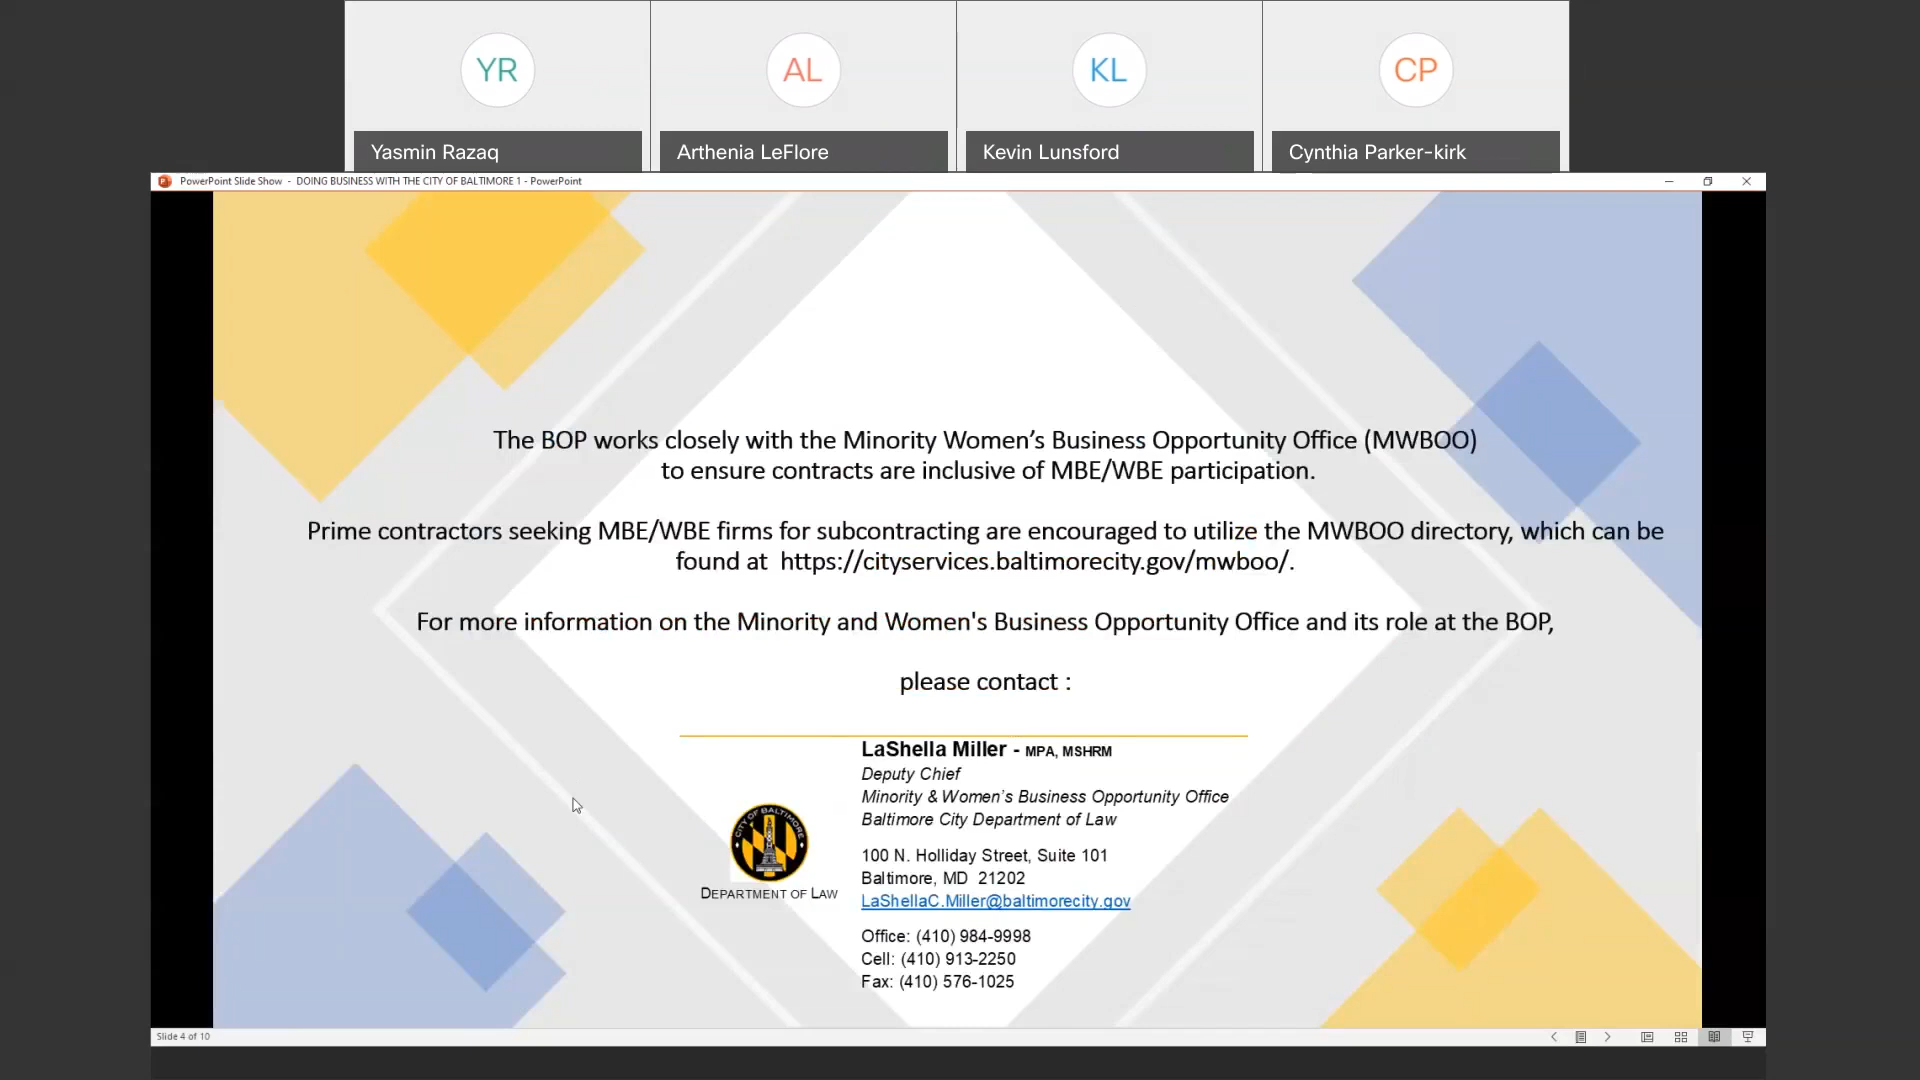 YR
AL
KL
CP
Yasmin Razaq
Arthenia LeFlore
Kevin Lunsford
Cynthia Parker-kirk
PowerPoint Slide Show - DOING BUSINESS WITH THE CITY OF BALTIMORE 1 - PowerPoint
The BOP works closely with the Minority Women’s Business Opportunity Office (MWBOO)
to ensure contracts are inclusive of MBE/WBE participation.
Prime contractors seeking MBE/WBE firms for subcontracting are encouraged to utilize the MWBOO directory, which can be
found at https://cityservices.baltimorecity.gov/mwboo/.
For more information on the Minority and Women's Business Opportunity Office and its role at the BOP,
please contact :
LaShella Miller - MPA, MSHRM
Deputy Chief
Minority & Women’s Business Opportunity Office
Baltimore City Department of Law
CITY OF BALTIMORE
DEPARTMENT OF LAW
100 N. Holliday Street, Suite 101
Baltimore, MD 21202
LaShellaC.Miller@baltimorecity.gov
Office: (410) 984-9998
Cell: (410) 913-2250
Fax: (410) 576-1025
Slide 4 of 10